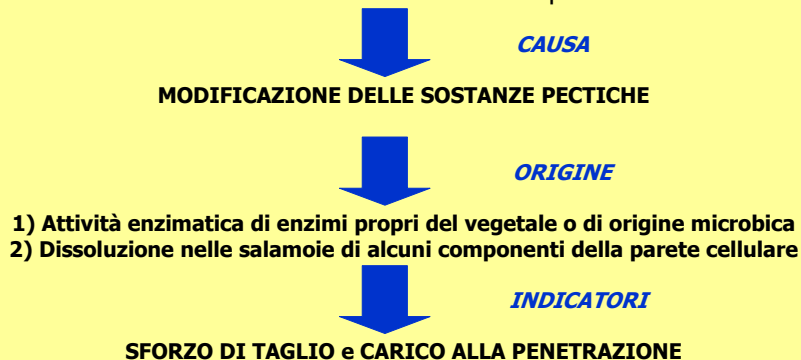 CAUSA
MODIFICAZIONE DELLE SOSTANZE PECTICHE
ORIGINE
1) Attività enzimatica di enzimi propri del vegetale o di origine microbica
2) Dissoluzione nelle salamoie di alcuni componenti della parete cellulare
INDICATORI
SFORZO DI TAGLIO e CARICO ALLA PENETRAZIONE